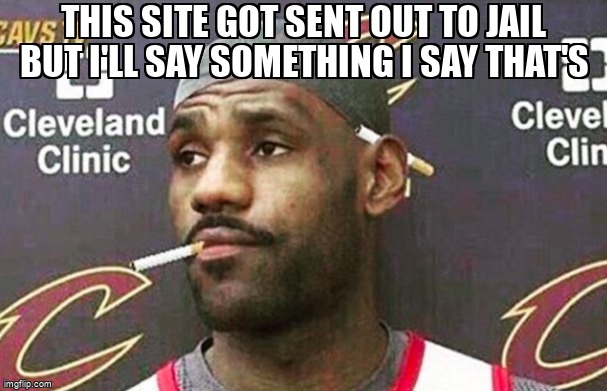 THIS SITE GOT SENT OUT TO JAIL
BUT I'LL SAY SOMETHING I SAY THAT'S
CAVS
Cleveland
Clinic
Cleve
Clin
imgflip.com